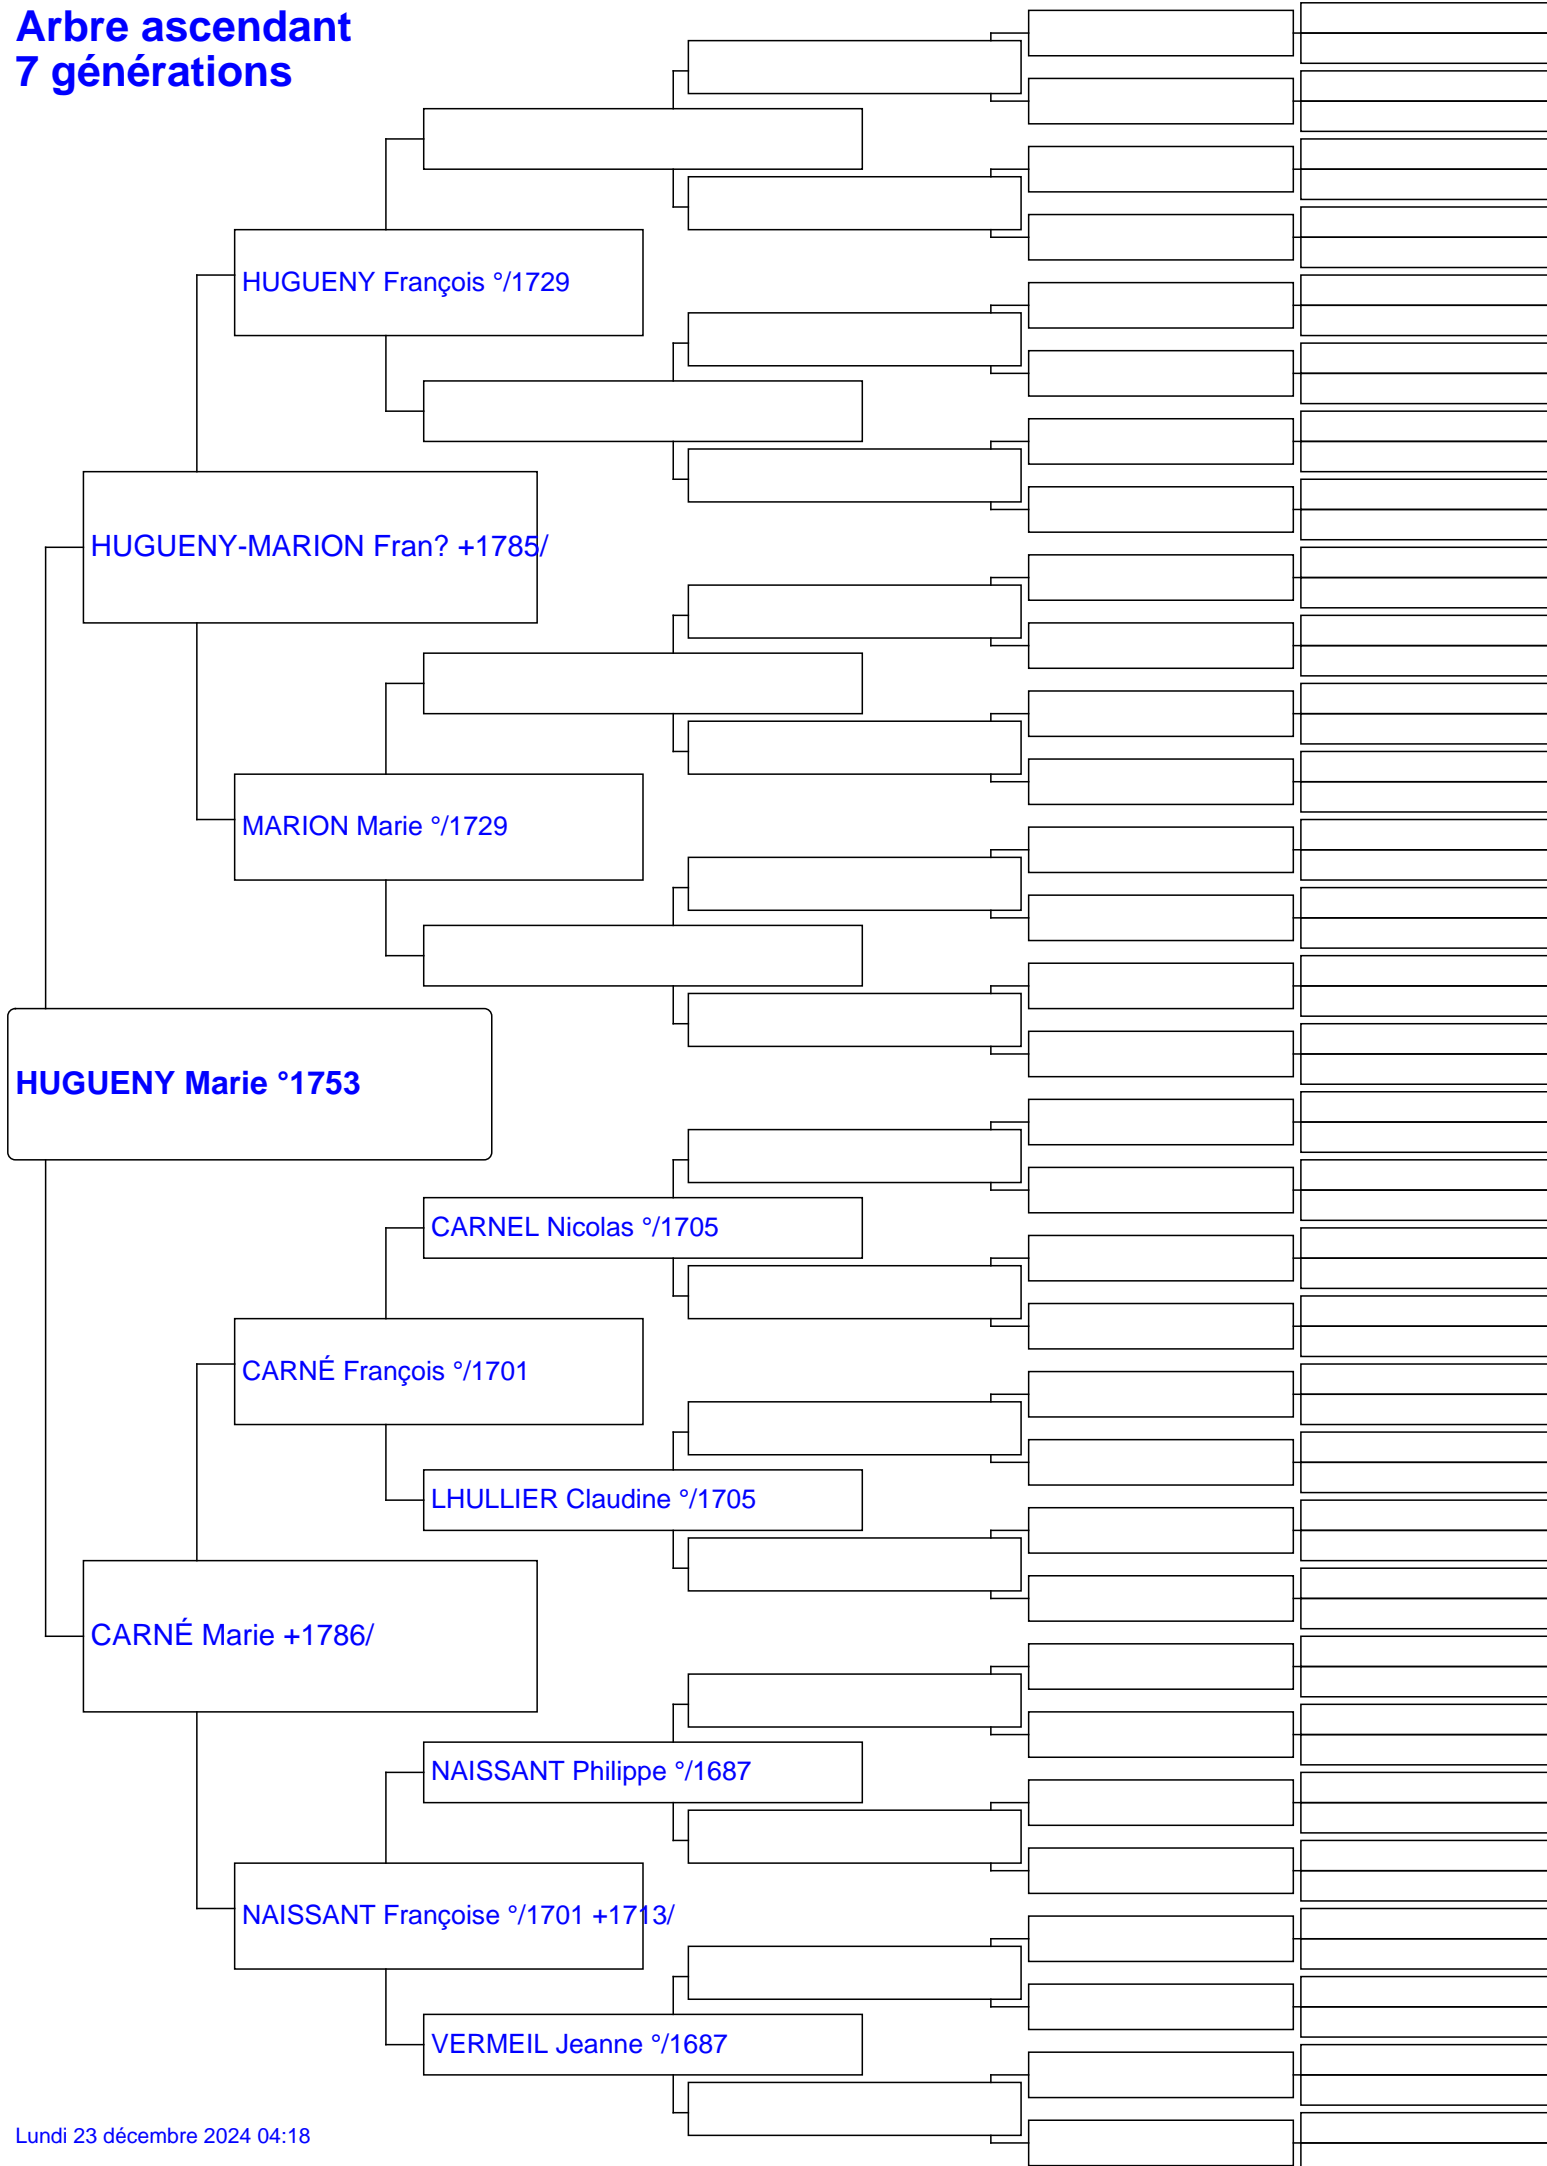 Arbre ascendant
7 générations
HUGUENY François °/1729
HUGUENY-MARION Fran? +1785/
MARION Marie °/1729
HUGUENY Marie °1753
CARNEL Nicolas °/1705
CARNÉ François °/1701
LHULLIER Claudine °/1705
CARNÉ Marie +1786/
NAISSANT Philippe °/1687
NAISSANT Françoise °/1701 +1713/
VERMEIL Jeanne °/1687
Lundi 23 décembre 2024 04:18